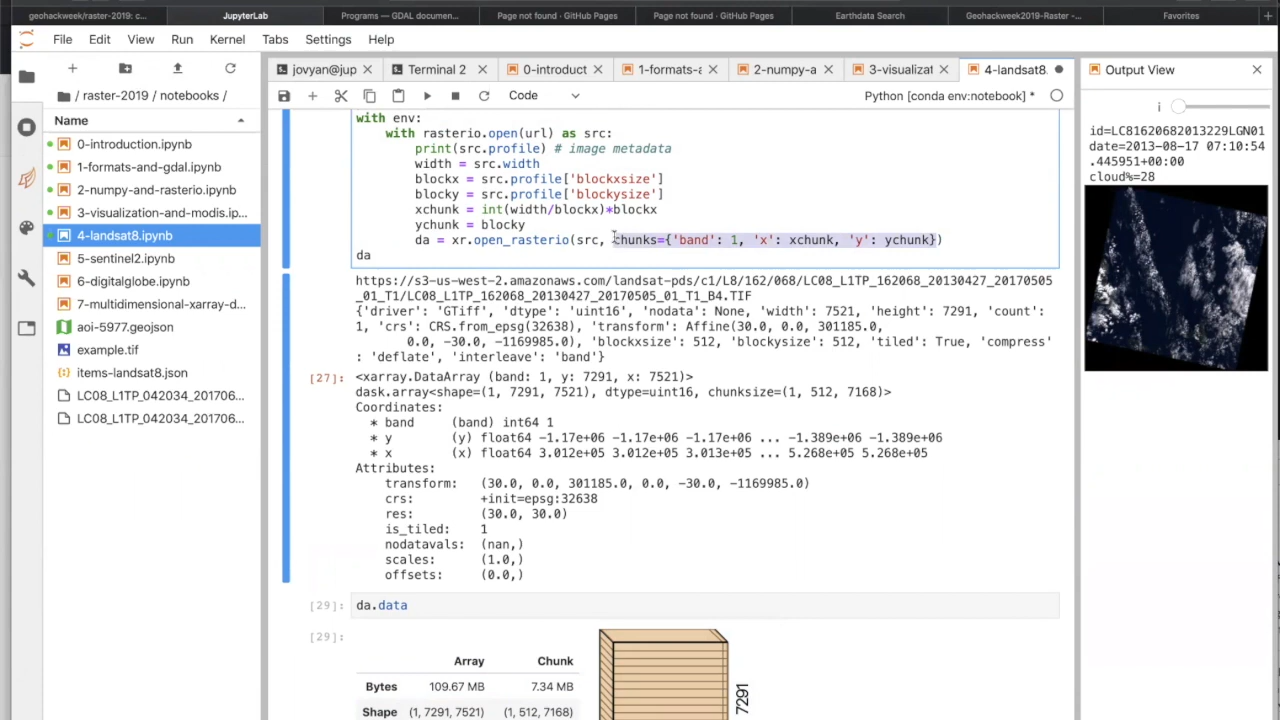 geohackweek/raster-2019: c...
JupyterLab
Programs — GDAL documen...
Page not found · GitHub Pages
Page not found · GitHub Pages
Earthdata Search
Geohackweek2019-Raster -...
Favorites
File Edit View Run Kernel Tabs Settings Help
jovyan@jup
Terminal 2
0-introduct
1-formats-a
2-numpy-a
3-visualizat
4-landsat8.
Output View
Code
Python [conda env:notebook] *
/ raster-2019 / notebooks /
Name
0-introduction.ipynb
1-formats-and-gdal.ipynb
2-numpy-and-rasterio.ipynb
3-visualization-and-modis.ip...
4-landsat8.ipynb
5-sentinel2.ipynb
6-digitalglobe.ipynb
7-multidimensional-xarray-d...
aoi-5977.geojson
example.tif
items-landsat8.json
LC08_L1TP_042034_201706...
LC08_L1TP_042034_201706...
with env:
with rasterio.open(url) as src:
print(src.profile) # image metadata
width = src.width
blockx = src.profile['blockxsize']
blocky = src.profile['blockysize']
xchunk = int(width/blockx)*blockx
ychunk = blocky
da = xr.open_rasterio(src, chunks={'band': 1, 'x': xchunk, 'y': ychunk})
da
https://s3-us-west-2.amazonaws.com/landsat-pds/c1/L8/162/068/LC08_L1TP_162068_20130427_20170505
_01_T1/LC08_L1TP_162068_20130427_20170505_01_T1_B4.TIF
{'driver': 'GTiff', 'dtype': 'uint16', 'nodata': None, 'width': 7521, 'height': 7291, 'count':
1, 'crs': CRS.from_epsg(32638), 'transform': Affine(30.0, 0.0, 301185.0,
0.0, -30.0, -1169985.0), 'blockxsize': 512, 'blockysize': 512, 'tiled': True, 'compress'
: 'deflate', 'interleave': 'band'}
[27]: <xarray.DataArray (band: 1, y: 7291, x: 7521)>
dask.array<shape=(1, 7291, 7521), dtype=uint16, chunksize=(1, 512, 7168)>
Coordinates:
* band (band) int64 1
* y (y) float64 -1.17e+06 -1.17e+06 -1.17e+06 ... -1.389e+06 -1.389e+06
* x (x) float64 3.012e+05 3.012e+05 3.013e+05 ... 5.268e+05 5.268e+05
Attributes:
transform: (30.0, 0.0, 301185.0, 0.0, -30.0, -1169985.0)
crs: +init=epsg:32638
res: (30.0, 30.0)
is_tiled: 1
nodatavals: (nan,)
scales: (1.0,)
offsets: (0.0,)
[29]: da.data
[29]:
Array Chunk
Bytes 109.67 MB 7.34 MB
Shape (1, 7291, 7521) (1, 512, 7168)
7291
i
id=LC81620682013229LGN01
date=2013-08-17 07:10:54
.445951+00:00
cloud%=28